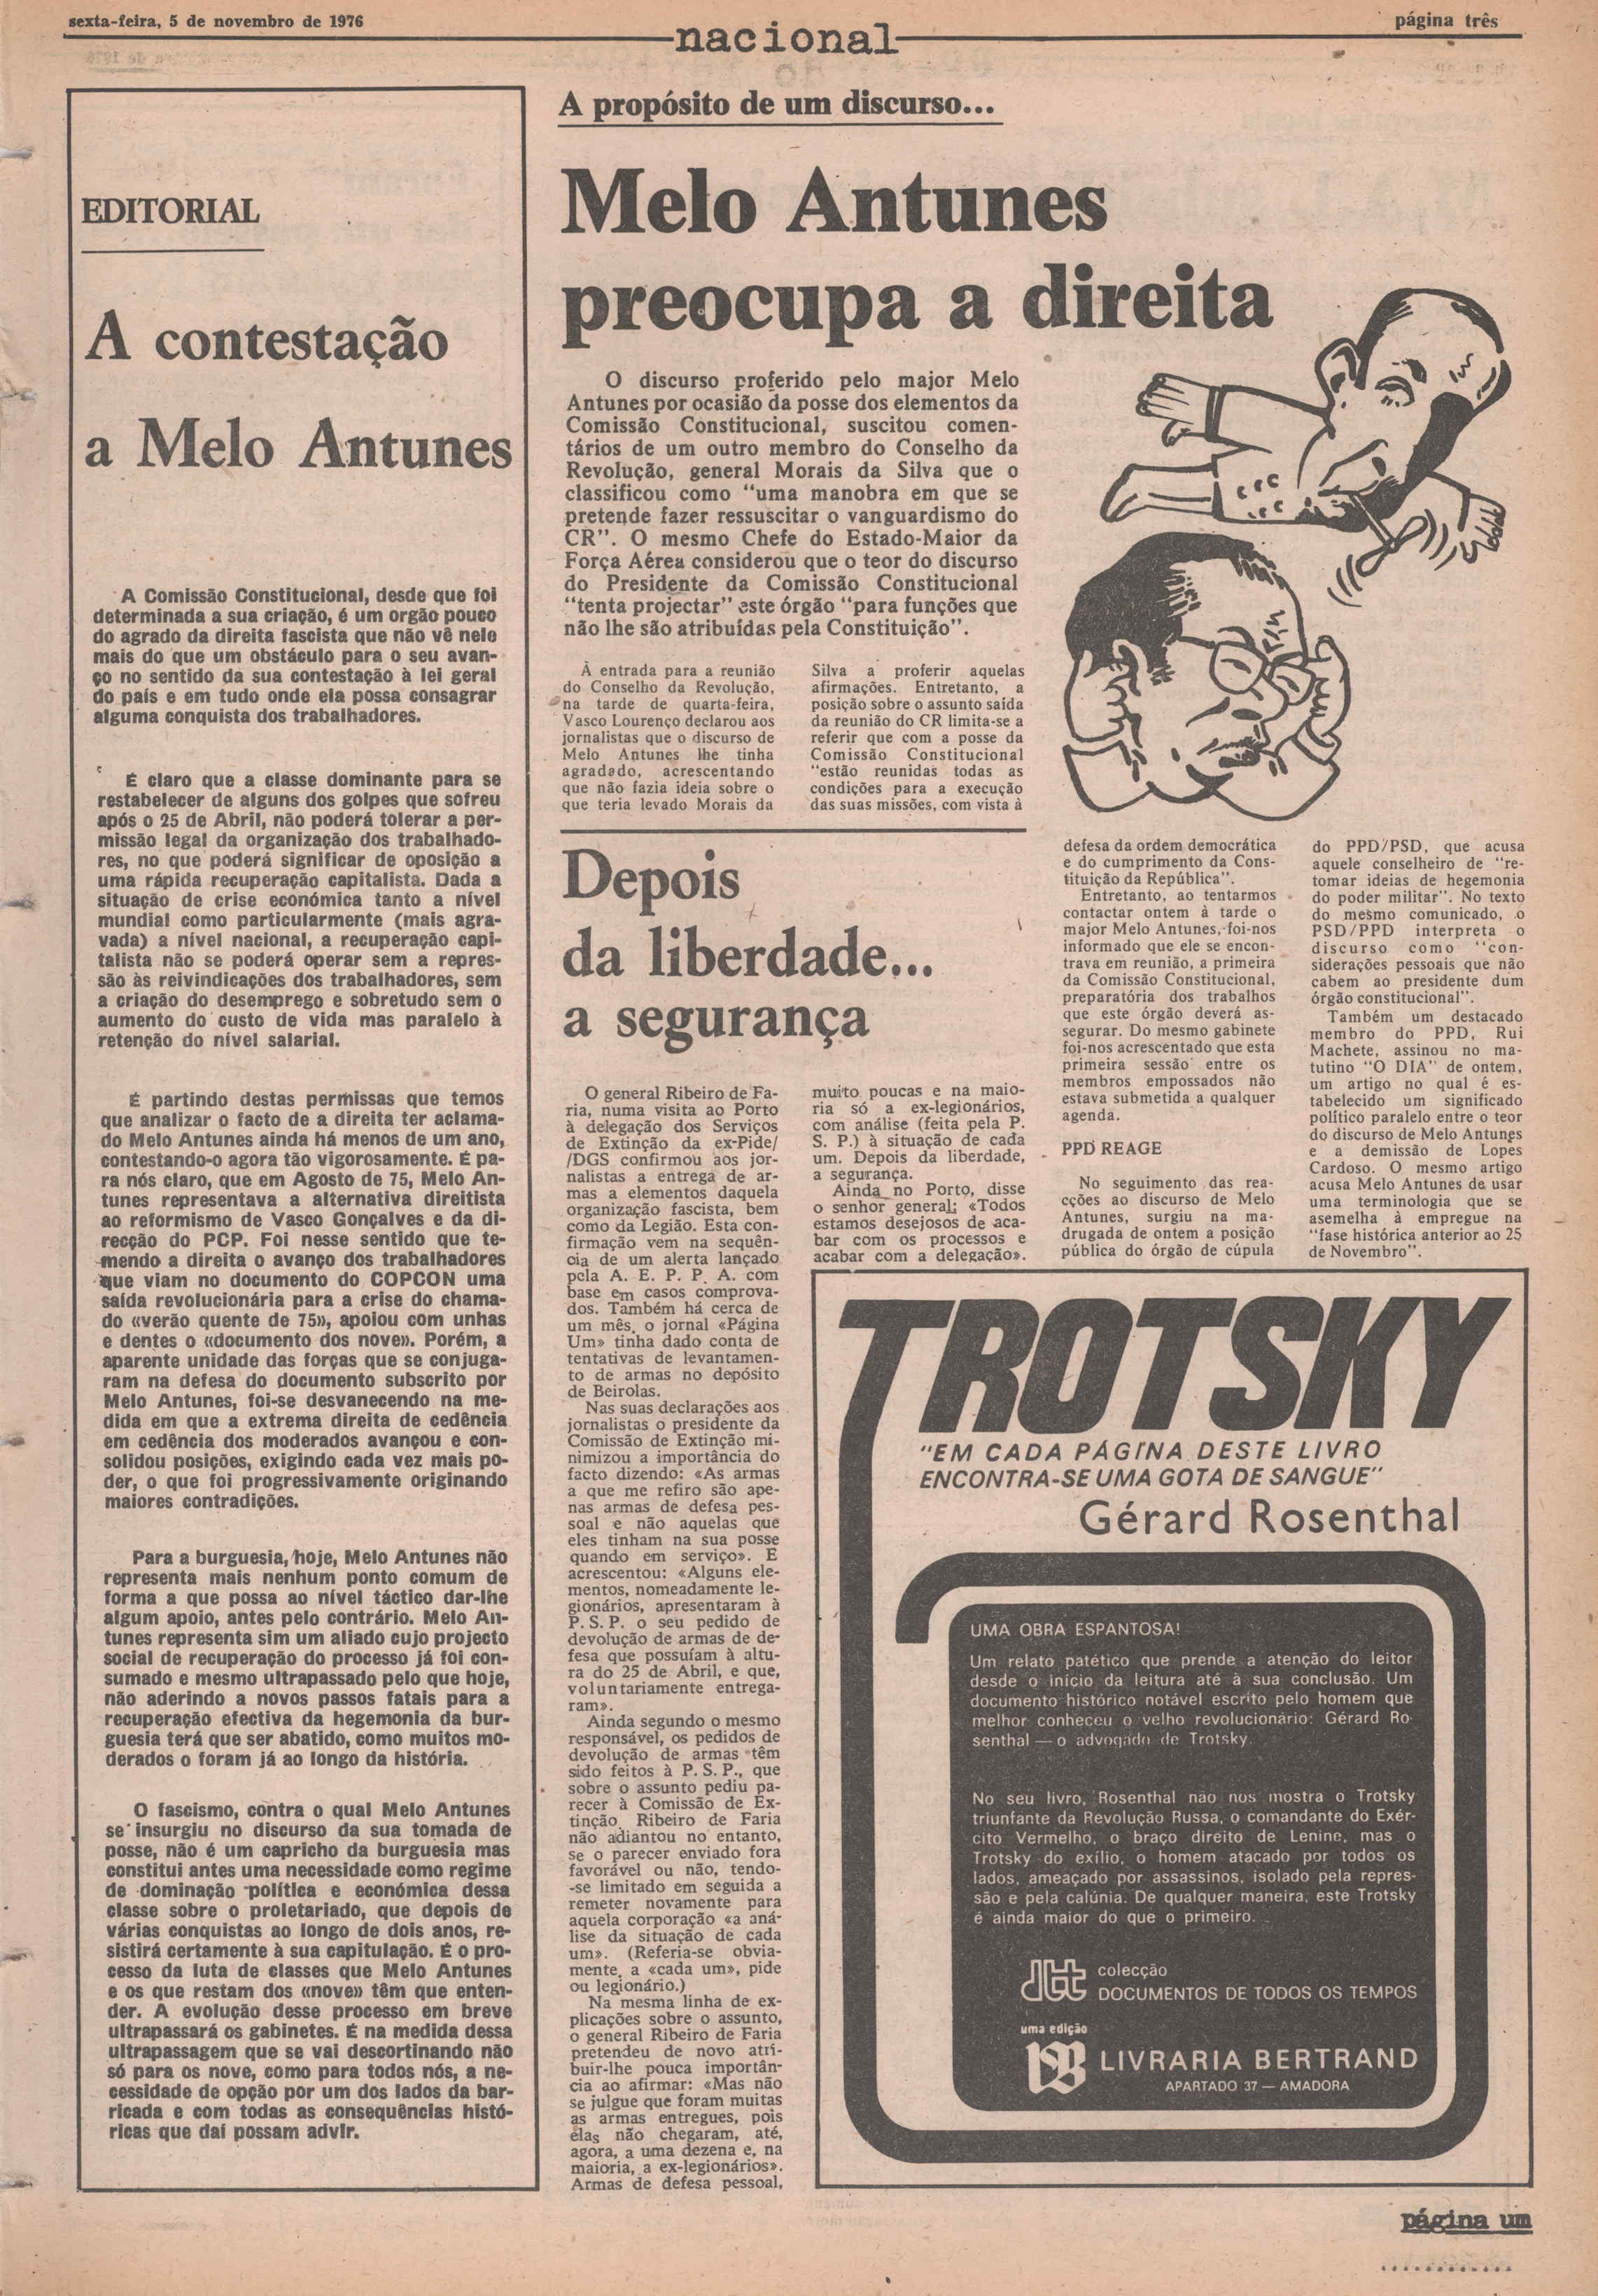 sexta-feira, 5 de novembro de 1976
nacional
página três
EDITORIAL
A contestação
a Melo Antunes
A Comissão Constitucional, desde que foi
determinada a sua criação, é um orgão pouco
do agrado da direita fascista que não vê nele
mais do que um obstáculo para o seu avan-
ço no sentido da sua contestação à lei geral
do país e em tudo onde ela possa consagrar
alguma conquista dos trabalhadores.
É claro que a classe dominante para se
restabelecer de alguns dos golpes que sofreu
após o 25 de Abril, não poderá tolerar a per-
missão legal da organização dos trabalhado-
res, no que poderá significar de oposição a
uma rápida recuperação capitalista. Dada a
situação de crise económica tanto a nível
mundial como particularmente (mais agra-
vada) a nível nacional, a recuperação capi-
talista não se poderá operar sem a repres-
são às reivindicações dos trabalhadores, sem
a criação do desemprego e sobretudo sem o
aumento do custo de vida mas paralelo à
retenção do nível salarial.
É partindo destas permissas que temos
que analizar o facto de a direita ter aclama-
do Melo Antunes ainda há menos de um ano,
contestando-o agora tão vigorosamente. É pa-
ra nós claro, que em Agosto de 75, Melo An-
tunes representava a alternativa direitista
ao reformismo de Vasco Gonçalves e da di-
recção do PCP. Foi nesse sentido que te-
mendo a direita o avanço dos trabalhadores
que viam no documento do COPCON uma
saída revolucionária para a crise do chama-
do «verão quente de 75», apoiou com unhas
e dentes o «documento dos nove». Porém, a
aparente unidade das forças que se conjuga-
ram na defesa do documento subscrito por
Melo Antunes, foi-se desvanecendo na me-
dida em que a extrema direita de cedência
em cedência dos moderados avançou e con-
solidou posições, exigindo cada vez mais po-
der, o que foi progressivamente originando
maiores contradições.
Para a burguesia, hoje, Melo Antunes não
representa mais nenhum ponto comum de
forma a que possa ao nível táctico dar-lhe
algum apoio, antes pelo contrário. Melo An-
tunes representa sim um aliado cujo projecto
social de recuperação do processo já foi con-
sumado e mesmo ultrapassado pelo que hoje,
não aderindo a novos passos fatais para a
recuperação efectiva da hegemonia da bur-
guesia terá que ser abatido, como muitos mo-
derados o foram já ao longo da história.
O fascismo, contra o qual Melo Antunes
se insurgiu no discurso da sua tomada de
posse, não é um capricho da burguesia mas
constitui antes uma necessidade como regime
de dominação política e económica dessa
classe sobre o proletariado, que depois de
várias conquistas ao longo de dois anos, re-
sistirá certamente à sua capitulação. É o pro-
cesso da luta de classes que Melo Antunes
e os que restam dos «nove» têm que enten-
der. A evolução desse processo em breve
ultrapassará os gabinetes. É na medida dessa
ultrapassagem que se vai descortinando não
só para os nove, como para todos nós, a ne-
cessidade de opção por um dos lados da bar-
ricada e com todas as consequências histó-
ricas que daí possam advir.
A propósito de um discurso...
Melo Antunes
preocupa a direita
O discurso proferido pelo major Melo
Antunes por ocasião da posse dos elementos da
Comissão Constitucional, suscitou comen-
tários de um outro membro do Conselho da
Revolução, general Morais da Silva que o
classificou como “uma manobra em que se
pretende fazer ressuscitar o vanguardismo do
CR”. O mesmo Chefe do Estado-Maior da
Força Aérea considerou que o teor do discurso
do Presidente da Comissão Constitucional
“tenta projectar” este órgão “para funções que
não lhe são atribuídas pela Constituição”.
À entrada para a reunião
do Conselho da Revolução,
na tarde de quarta-feira,
Vasco Lourenço declarou aos
jornalistas que o discurso de
Melo Antunes lhe tinha
agradado, acrescentando
que não fazia ideia sobre o
que teria levado Morais da
Silva a proferir aquelas
afirmações. Entretanto, a
posição sobre o assunto saída
da reunião do CR limita-se a
referir que com a posse da
Comissão Constitucional
“estão reunidas todas as
condições para a execução
das suas missões, com vista à
defesa da ordem democrática
e do cumprimento da Cons-
tituição da República”.
Entretanto, ao tentarmos
contactar ontem à tarde o
major Melo Antunes, foi-nos
informado que ele se encon-
trava em reunião, a primeira
da Comissão Constitucional,
preparatória dos trabalhos
que este órgão deverá as-
segurar. Do mesmo gabinete
foi-nos acrescentado que esta
primeira sessão entre os
membros empossados não
estava submetida a qualquer
agenda.
PPD REAGE
No seguimento das rea-
cções ao discurso de Melo
Antunes, surgiu na ma-
drugada de ontem a posição
pública do órgão de cúpula
do PPD/PSD, que acusa
aquele conselheiro de “re-
tomar ideias de hegemonia
do poder militar”. No texto
do mesmo comunicado, o
PSD/PPD interpreta o
discurso como “con-
siderações pessoais que não
cabem ao presidente dum
órgão constitucional”.
Também um destacado
membro do PPD, Rui
Machete, assinou no ma-
tutino “O DIA” de ontem,
um artigo no qual é es-
tabelecido um significado
político paralelo entre o teor
do discurso de Melo Antunes
e a demissão de Lopes
Cardoso. O mesmo artigo
acusa Melo Antunes de usar
uma terminologia que se
asemelha à empregue na
“fase histórica anterior ao 25
de Novembro”.
Depois
da liberdade...
a segurança
O general Ribeiro de Fa-
ria, numa visita ao Porto
à delegação dos Serviços
de Extinção da ex-Pide/
/DGS confirmou aos jor-
nalistas a entrega de ar-
mas a elementos daquela
organização fascista, bem
como da Legião. Esta con-
firmação vem na sequên-
cia de um alerta lançado
pela A. E. P. P. A. com
base em casos comprova-
dos. Também há cerca de
um mês, o jornal «Página
Um» tinha dado conta de
tentativas de levantamen-
to de armas no depósito
de Beirolas.
Nas suas declarações aos
jornalistas o presidente da
Comissão de Extinção mi-
nimizou a importância do
facto dizendo: «As armas
a que me refiro são ape-
nas armas de defesa pes-
soal e não aquelas que
eles tinham na sua posse
quando em serviço». E
acrescentou: «Alguns ele-
mentos, nomeadamente le-
gionários, apresentaram à
P. S. P. o seu pedido de
devolução de armas de de-
fesa que possuíam à altu-
ra do 25 de Abril, e que,
voluntariamente entrega-
ram».
Ainda segundo o mesmo
responsável, os pedidos de
devolução de armas têm
sido feitos à P. S. P., que
sobre o assunto pediu pa-
recer à Comissão de Ex-
tinção. Ribeiro de Faria
não adiantou no entanto,
se o parecer enviado fora
favorável ou não, tendo-
-se limitado em seguida a
remeter novamente para
aquela corporação «a aná-
lise da situação de cada
um». (Referia-se obvia-
mente, a «cada um», pide
ou legionário.)
Na mesma linha de ex-
plicações sobre o assunto,
o general Ribeiro de Faria
pretendeu de novo atri-
buir-lhe pouca importân-
cia ao afirmar: «Mas não
se julgue que foram muitas
as armas entregues, pois
elas não chegaram, até,
agora, a uma dezena e, na
maioria, a ex-legionários».
Armas de defesa pessoal,
muito poucas e na maio-
ria só a ex-legionários,
com análise (feita pela P.
S. P.) à situação de cada
um. Depois da liberdade,
a segurança.
Ainda no Porto, disse
o senhor general: «Todos
estamos desejosos de aca-
bar com os processos e
acabar com a delegação».
TROTSKY
“EM CADA PÁGINA DESTE LIVRO
ENCONTRA-SE UMA GOTA DE SANGUE”
Gérard Rosenthal
UMA OBRA ESPANTOSA!
Um relato patético que prende a atenção do leitor
desde o início da leitura até à sua conclusão. Um
documento histórico notável escrito pelo homem que
melhor conheceu o velho revolucionário: Gérard Ro-
senthal — o advogado de Trotsky.
No seu livro, Rosenthal não nos mostra o Trotsky
triunfante da Revolução Russa, o comandante do Exér-
cito Vermelho, o braço direito de Lenine, mas o
Trotsky do exílio, o homem atacado por todos os
lados, ameaçado por assassinos, isolado pela repres-
são e pela calúnia. De qualquer maneira, este Trotsky
é ainda maior do que o primeiro.
dtt colecção
DOCUMENTOS DE TODOS OS TEMPOS
uma edição
LIVRARIA BERTRAND
APARTADO 37 — AMADORA
página um